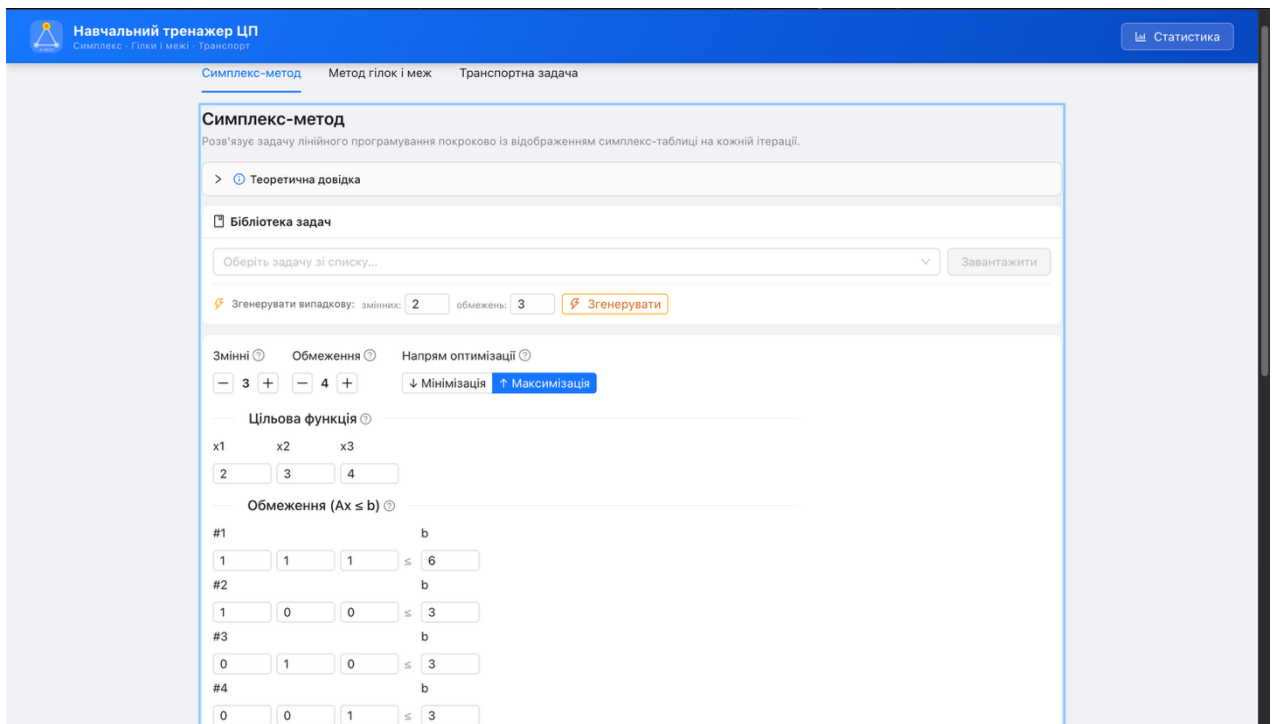 Навчальний тренажер ЦП
Симплекс · Гілки і межі · Транспорт
Статистика
Симплекс-метод Метод гілок і меж Транспортна задача
Симплекс-метод
Розв'язує задачу лінійного програмування покроково із відображенням симплекс-таблиці на кожній ітерації.
Теоретична довідка
Бібліотека задач
Оберіть задачу зі списку... Завантажити
Згенерувати випадкову: змінних: 2 обмежень: 3 Згенерувати
Змінні Обмеження Напрям оптимізації
− 3 + − 4 + ↓ Мінімізація ↑ Максимізація
Цільова функція
x1 x2 x3
2 3 4
Обмеження (Ax ≤ b)
#1 b
1 1 1 ≤ 6
#2 b
1 0 0 ≤ 3
#3 b
0 1 0 ≤ 3
#4 b
0 0 1 ≤ 3